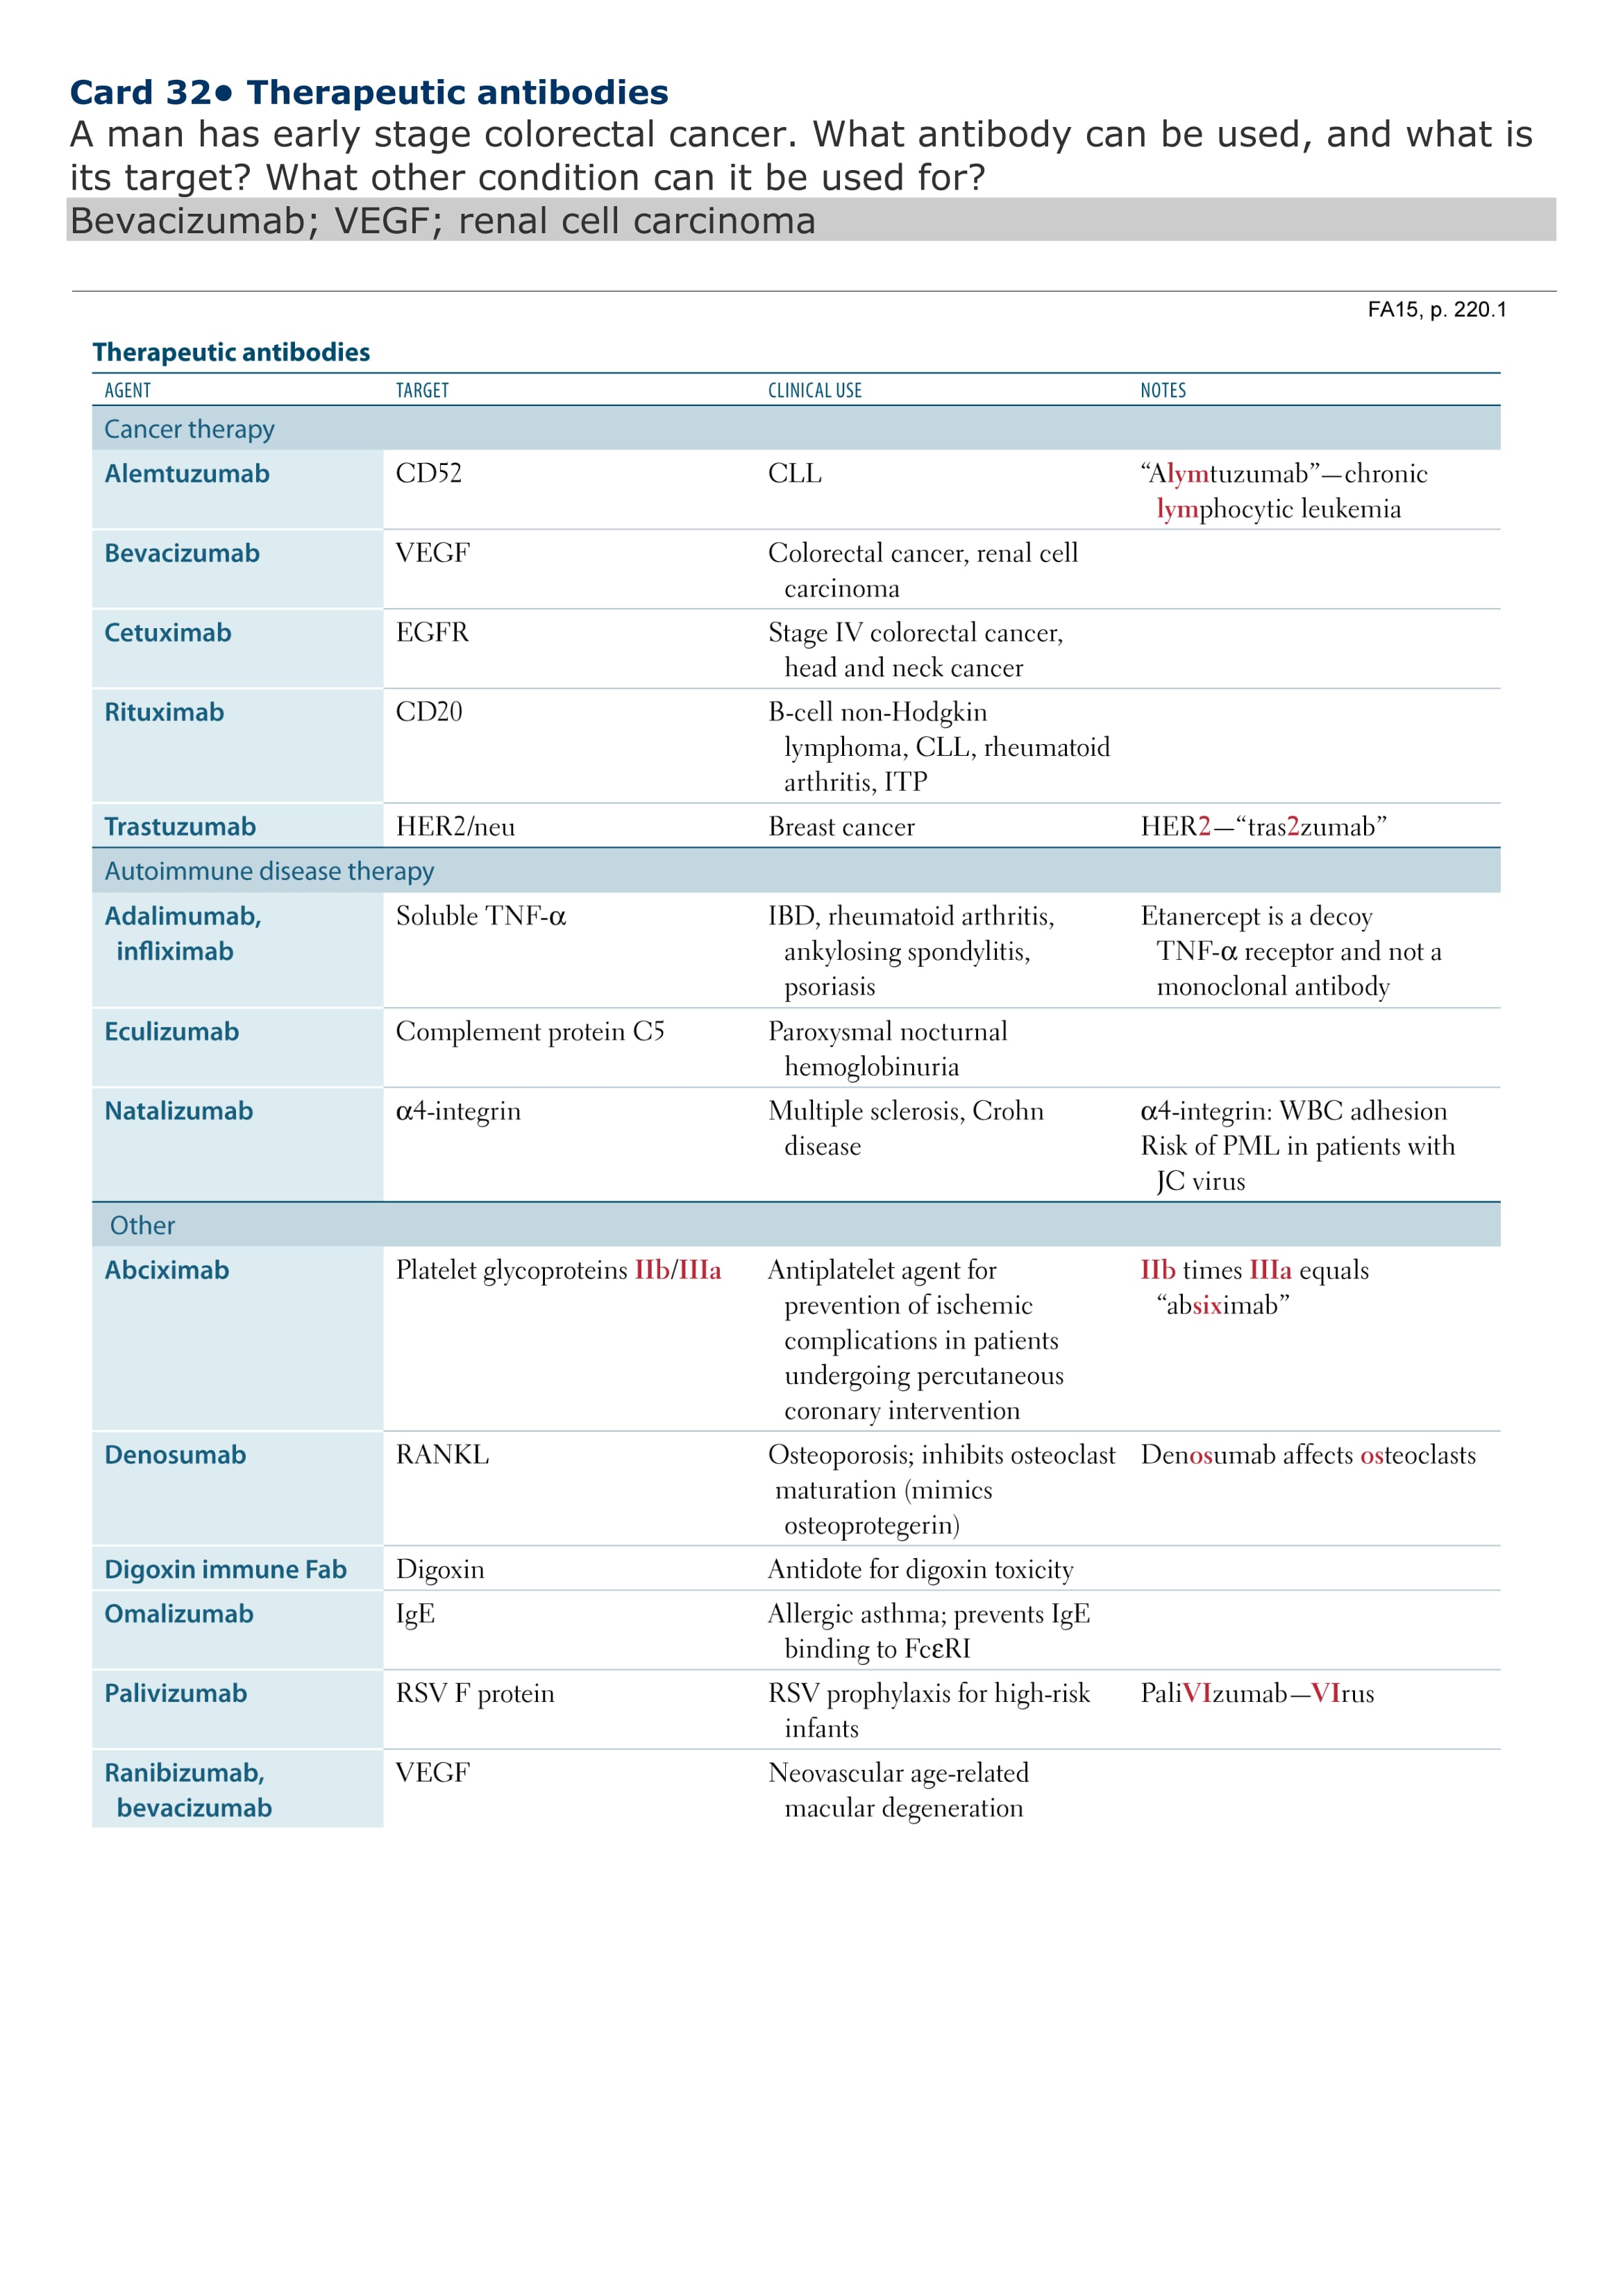 Card 32● Therapeutic antibodies
A man has early stage colorectal cancer. What antibody can be used, and what is
its target? What other condition can it be used for?
Bevacizumab; VEGF; renal cell carcinoma
FA15, p. 220.1
Therapeutic antibodies
AGENT TARGET CLINICAL USE NOTES
Cancer therapy
Alemtuzumab CD52 CLL “Alymtuzumab”—chronic
lymphocytic leukemia
Bevacizumab VEGF Colorectal cancer, renal cell
carcinoma
Cetuximab EGFR Stage IV colorectal cancer,
head and neck cancer
Rituximab CD20 B-cell non-Hodgkin
lymphoma, CLL, rheumatoid
arthritis, ITP
Trastuzumab HER2/neu Breast cancer HER2—“tras2zumab”
Autoimmune disease therapy
Adalimumab, Soluble TNF-α IBD, rheumatoid arthritis, Etanercept is a decoy
infliximab ankylosing spondylitis, TNF-α receptor and not a
psoriasis monoclonal antibody
Eculizumab Complement protein C5 Paroxysmal nocturnal
hemoglobinuria
Natalizumab α4-integrin Multiple sclerosis, Crohn α4-integrin: WBC adhesion
disease Risk of PML in patients with
JC virus
Other
Abciximab Platelet glycoproteins IIb/IIIa Antiplatelet agent for IIb times IIIa equals
prevention of ischemic “absiximab”
complications in patients
undergoing percutaneous
coronary intervention
Denosumab RANKL Osteoporosis; inhibits osteoclast Denosumab affects osteoclasts
maturation (mimics
osteoprotegerin)
Digoxin immune Fab Digoxin Antidote for digoxin toxicity
Omalizumab IgE Allergic asthma; prevents IgE
binding to FcεRI
Palivizumab RSV F protein RSV prophylaxis for high-risk PaliVIzumab—VIrus
infants
Ranibizumab, VEGF Neovascular age-related
bevacizumab macular degeneration